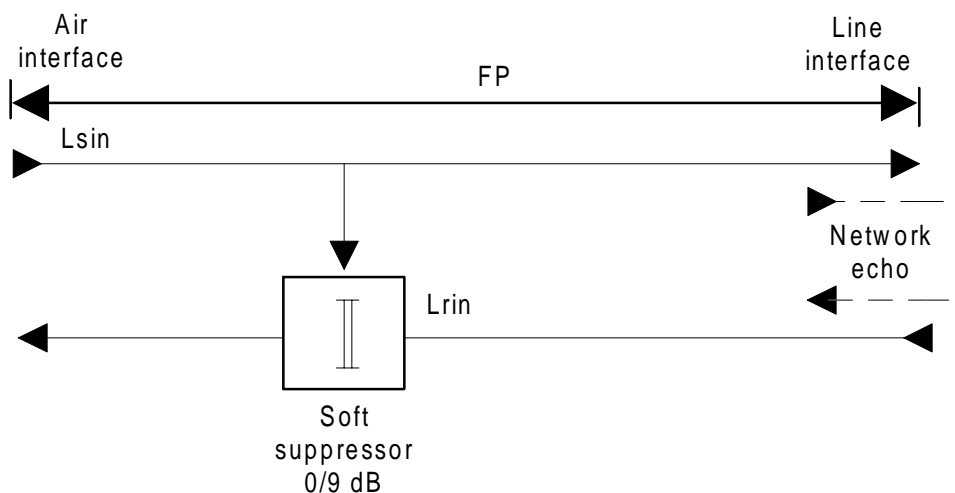 Air
interface
Line
interface
FP
Lsin
Network
echo
Lrin
Soft
suppressor
0/9 dB